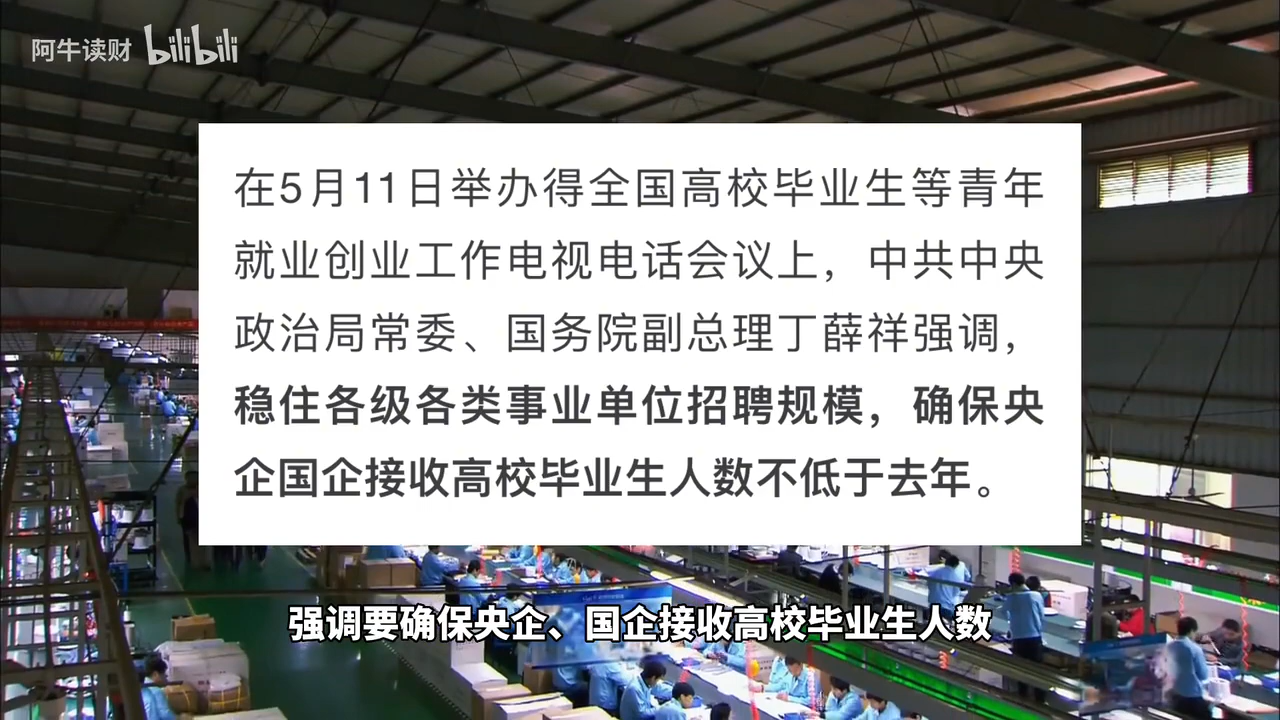 阿牛读财 bilibili
在5月11日举办得全国高校毕业生等青年
就业创业工作电视电话会议上，中共中央
政治局常委、国务院副总理丁薛祥强调，
稳住各级各类事业单位招聘规模，确保央
企国企接收高校毕业生人数不低于去年。
强调要确保央企、国企接收高校毕业生人数